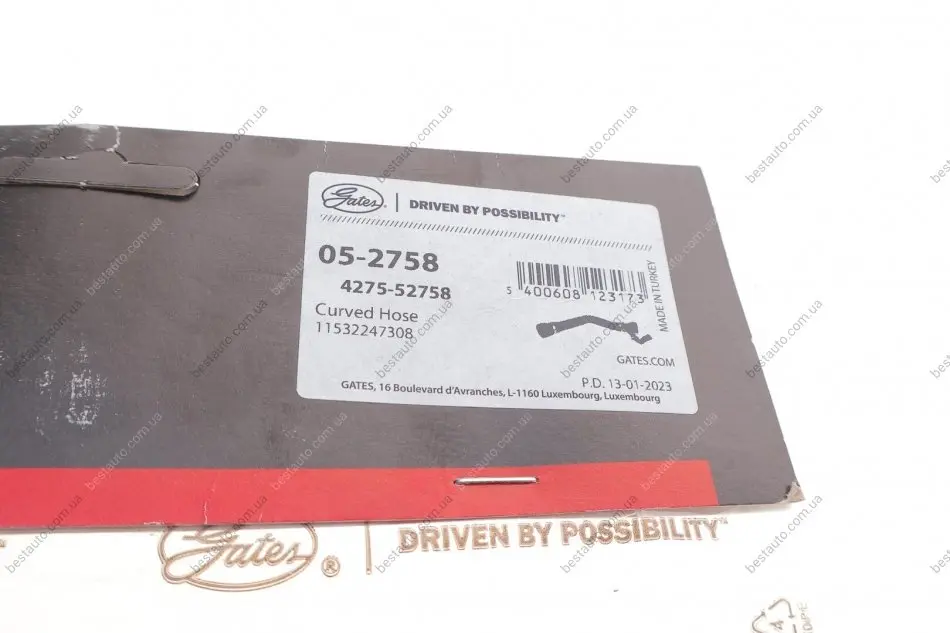 Gates® | DRIVEN BY POSSIBILITY™
05-2758
4275-52758
Curved Hose
11532247308
5 400608 123173
MADE IN TURKEY
GATES.COM
P.D. 13-01-2023
GATES, 16 Boulevard d'Avranches, L-1160 Luxembourg, Luxembourg
Gates® | DRIVEN BY POSSIBILITY™
4
bestauto.com.ua